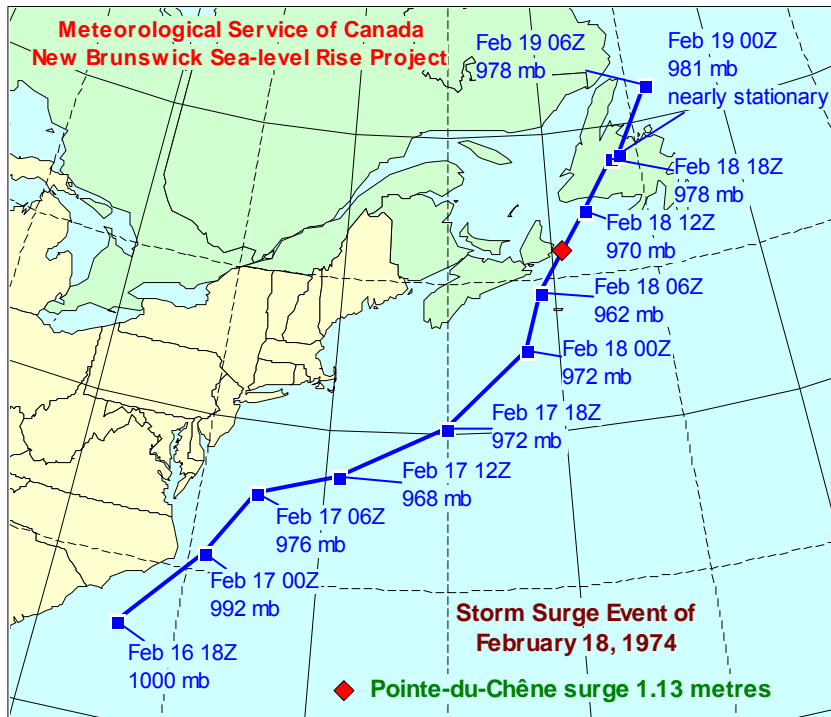 Meteorological Service of Canada
New Brunswick Sea-level Rise Project
Feb 19 06Z
978 mb
Feb 19 00Z
981 mb
nearly stationary
Feb 18 18Z
978 mb
Feb 18 12Z
970 mb
Feb 18 06Z
962 mb
Feb 18 00Z
972 mb
Feb 17 18Z
972 mb
Feb 17 12Z
968 mb
Feb 17 06Z
976 mb
Feb 17 00Z
992 mb
Feb 16 18Z
1000 mb
Storm Surge Event of
February 18, 1974
Pointe-du-Chêne surge 1.13 metres